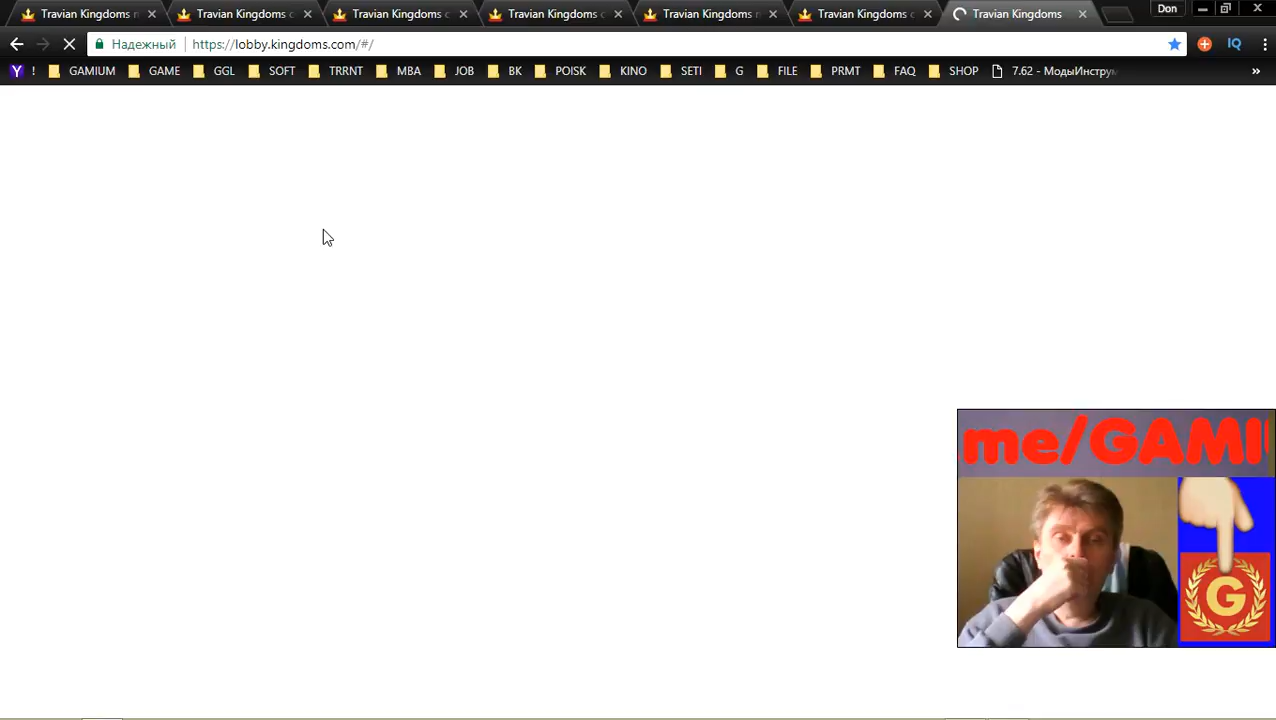 Travian Kingdoms n
Travian Kingdoms c
Travian Kingdoms c
Travian Kingdoms c
Travian Kingdoms n
Travian Kingdoms c
Travian Kingdoms
Don
Надежный
https://lobby.kingdoms.com/#/
IQ
Y ! GAMIUM GAME GGL SOFT TRRNT MBA JOB BK POISK KINO SETI G FILE PRMT FAQ SHOP 7.62 - МодыИнструм »
me/GAMI
G